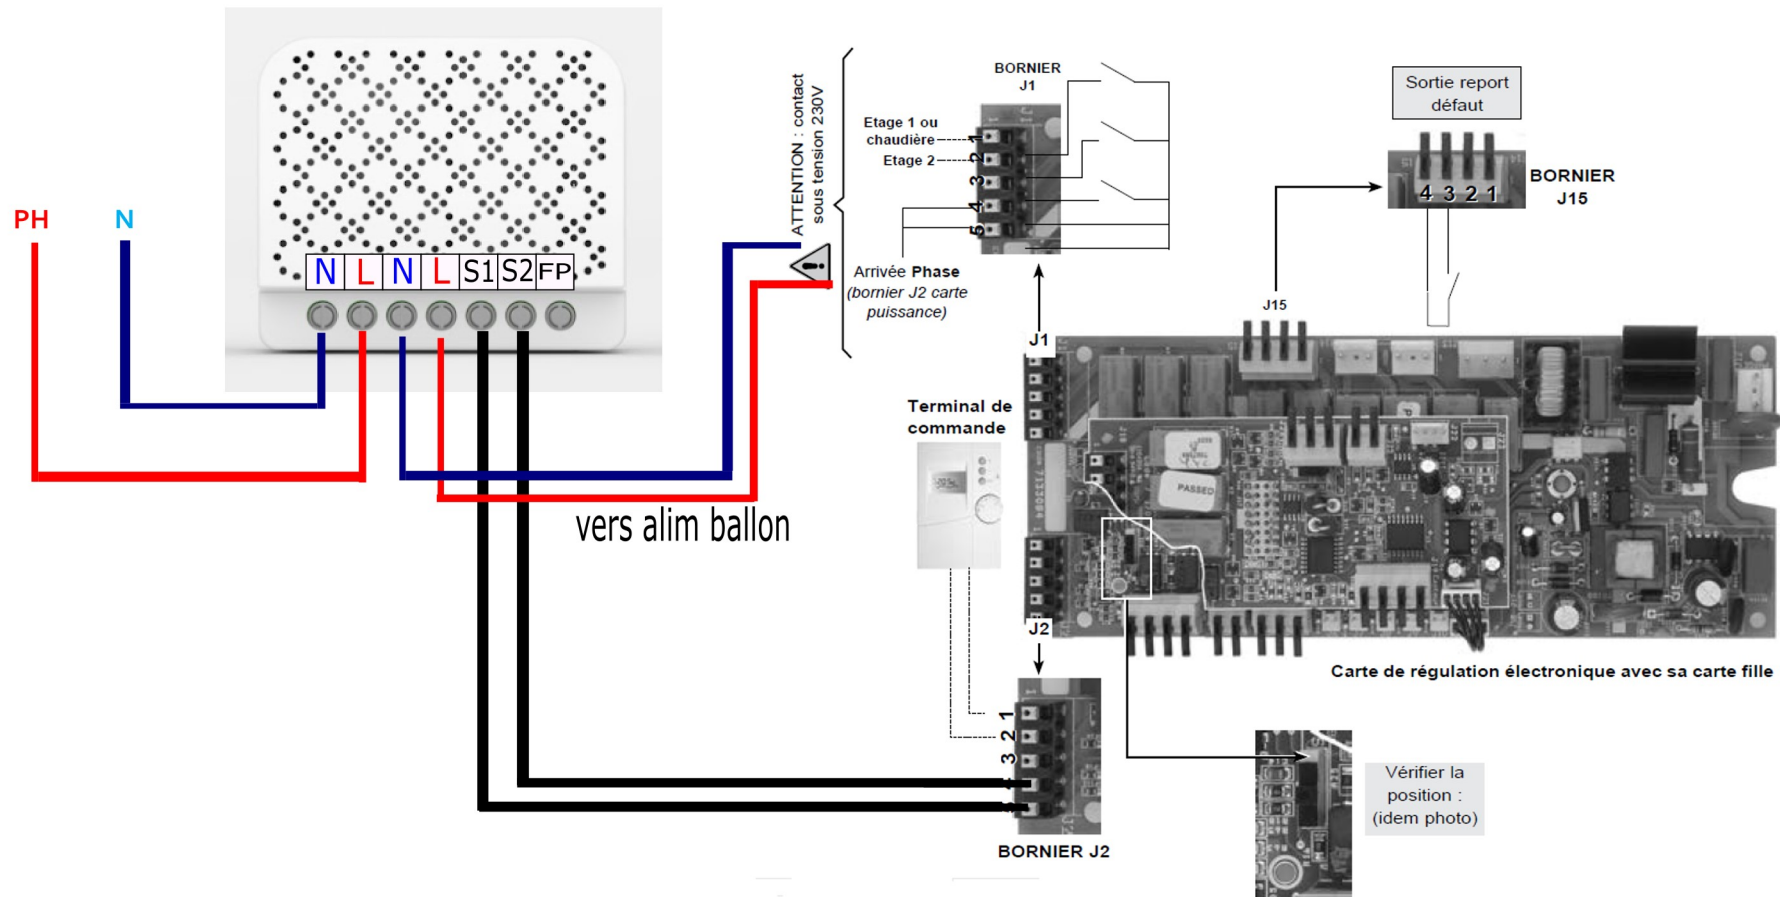 PH
N
N L N L S1 S2 FP
vers alim ballon
ATTENTION : contact
sous tension 230V
BORNIER
J1
Etage 1 ou
chaudière
Etage 2
1
2
3
4
5
Arrivée Phase
(bornier J2 carte
puissance)
Sortie report
défaut
4 3 2 1
BORNIER
J15
J15
J1
Terminal de
commande
PASSED
J2
Carte de régulation électronique avec sa carte fille
1
2
3
BORNIER J2
Vérifier la
position :
(idem photo)